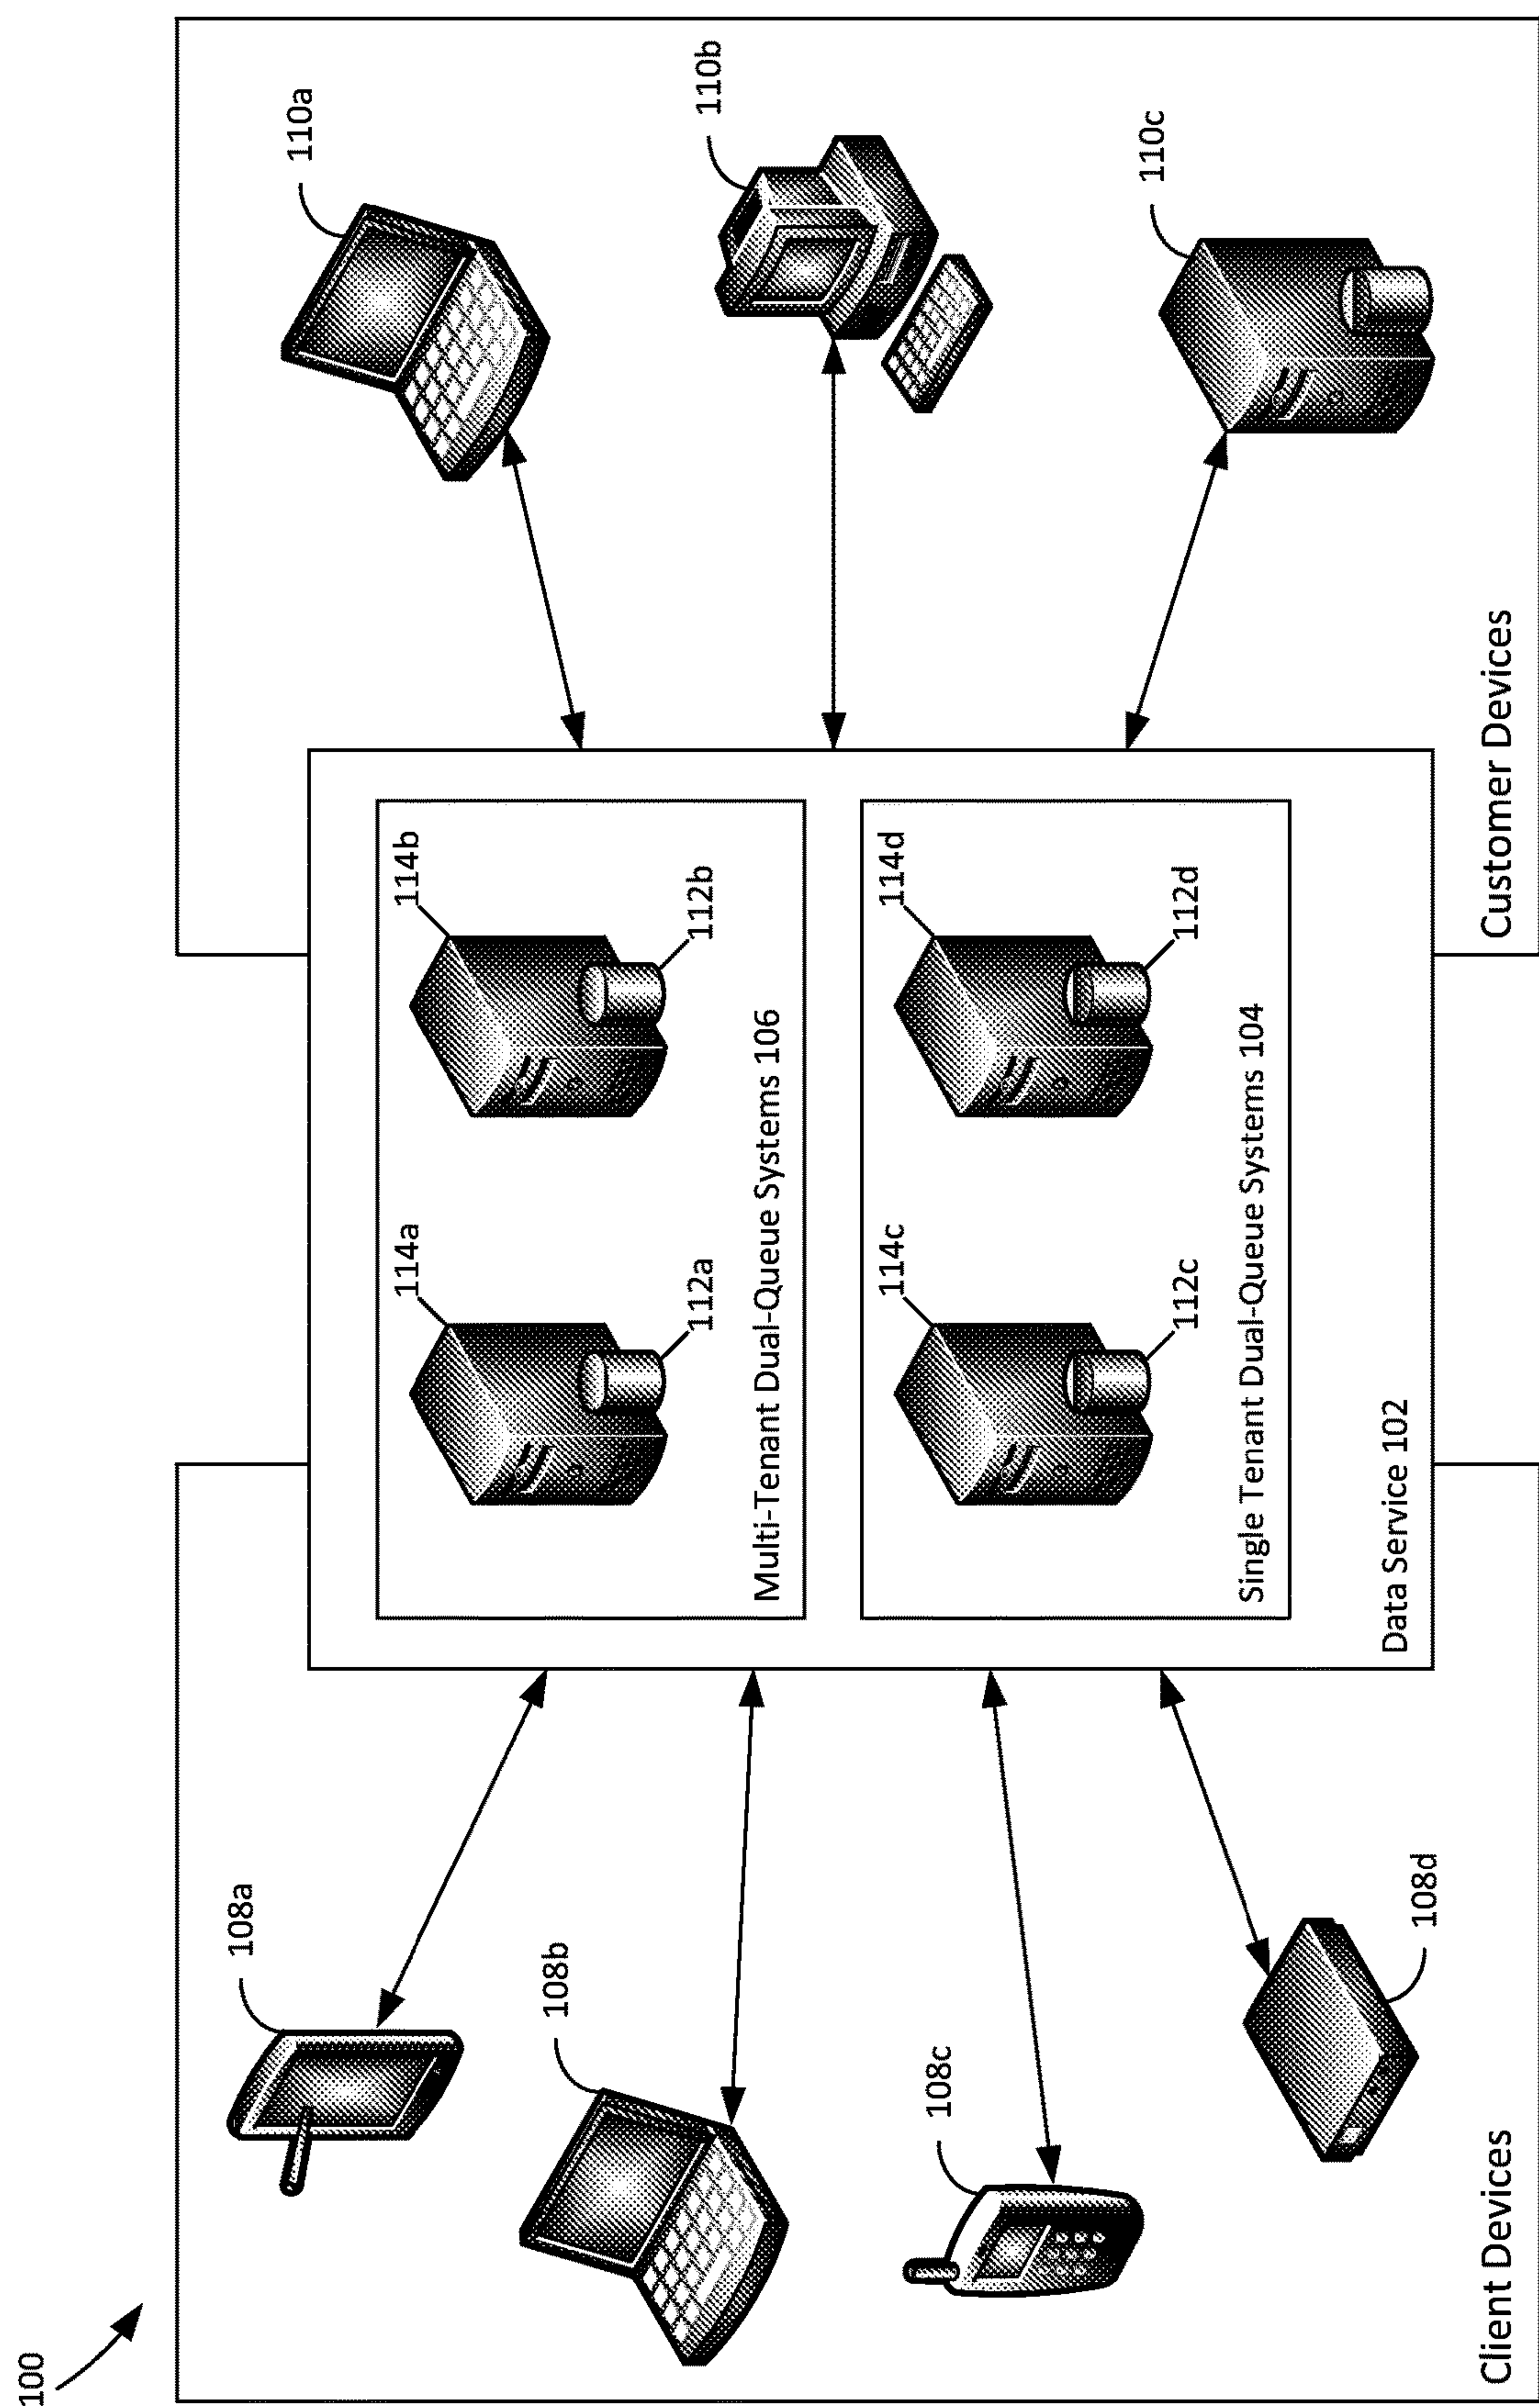 100
108a
108b
108c
108d
Client Devices
114a
112a
114b
112b
Multi-Tenant Dual-Queue Systems 106
114c
112c
114d
112d
Single Tenant Dual-Queue Systems 104
Data Service 102
110a
110b
110c
Customer Devices